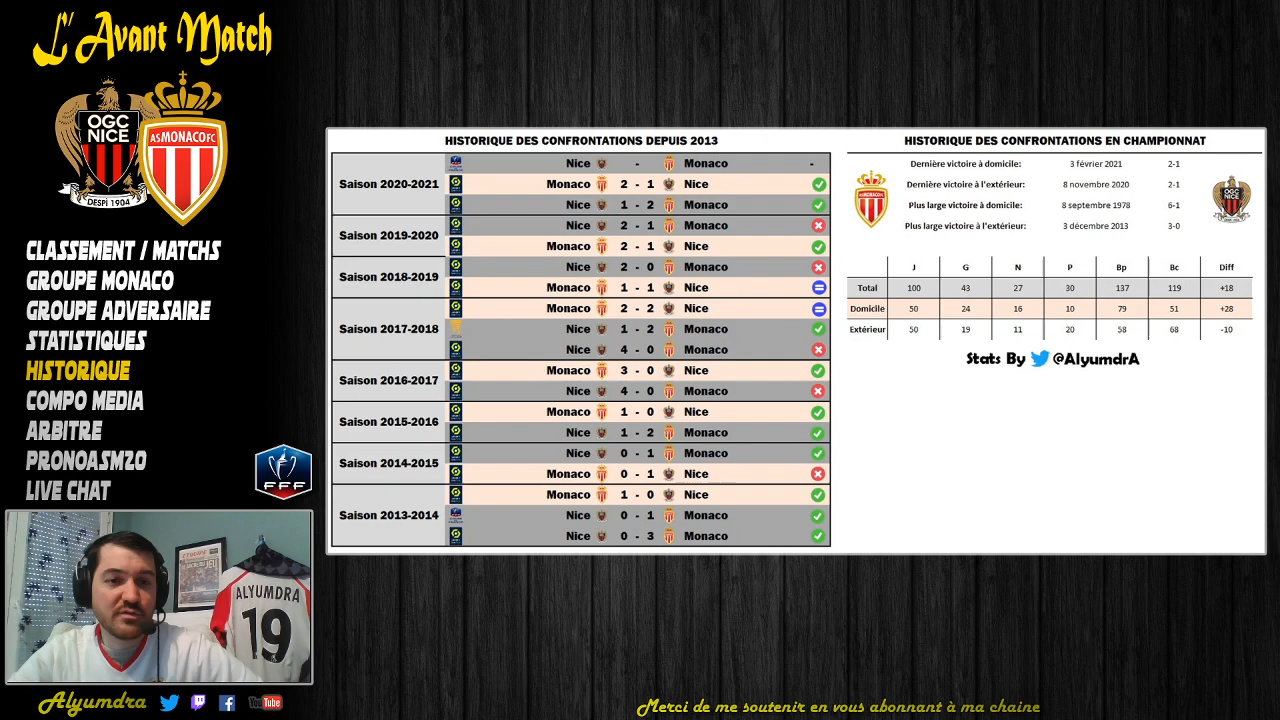 L'Avant Match
OGC
NICE
DESPI 1904
AS MONACO FC
CLASSEMENT / MATCHS
GROUPE MONACO
GROUPE ADVERSAIRE
STATISTIQUES
HISTORIQUE
COMPO MEDIA
ARBITRE
PRONOASM20
LIVE CHAT
FFF
ALYUMDRA
19
Alyumdra
YouTube
HISTORIQUE DES CONFRONTATIONS DEPUIS 2013
Saison 2020-2021
Nice - Monaco -
Monaco 2 - 1 Nice
Nice 1 - 2 Monaco
Saison 2019-2020
Nice 2 - 1 Monaco
Monaco 2 - 1 Nice
Saison 2018-2019
Nice 2 - 0 Monaco
Monaco 1 - 1 Nice
Saison 2017-2018
Monaco 2 - 2 Nice
Nice 1 - 2 Monaco
Nice 4 - 0 Monaco
Saison 2016-2017
Monaco 3 - 0 Nice
Nice 4 - 0 Monaco
Saison 2015-2016
Monaco 1 - 0 Nice
Nice 1 - 2 Monaco
Saison 2014-2015
Nice 0 - 1 Monaco
Monaco 0 - 1 Nice
Saison 2013-2014
Monaco 1 - 0 Nice
Nice 0 - 1 Monaco
Nice 0 - 3 Monaco
HISTORIQUE DES CONFRONTATIONS EN CHAMPIONNAT
Dernière victoire à domicile: 3 février 2021 2-1
Dernière victoire à l'extérieur: 8 novembre 2020 2-1
Plus large victoire à domicile: 8 septembre 1978 6-1
Plus large victoire à l'extérieur: 3 décembre 2013 3-0
J G N P Bp Bc Diff
Total 100 43 27 30 137 119 +18
Domicile 50 24 16 10 79 51 +28
Extérieur 50 19 11 20 58 68 -10
Stats By @AlyumdrA
Merci de me soutenir en vous abonnant à ma chaine